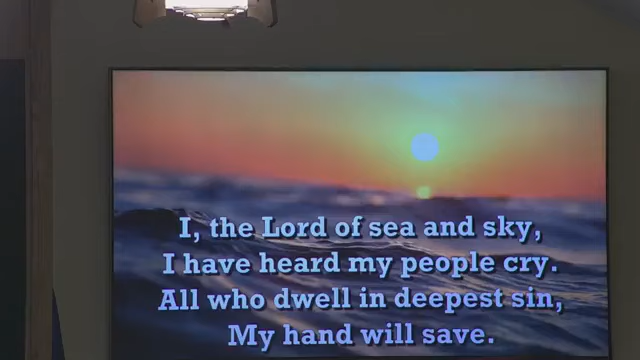 I, the Lord of sea and sky,
I have heard my people cry.
All who dwell in deepest sin,
My hand will save.